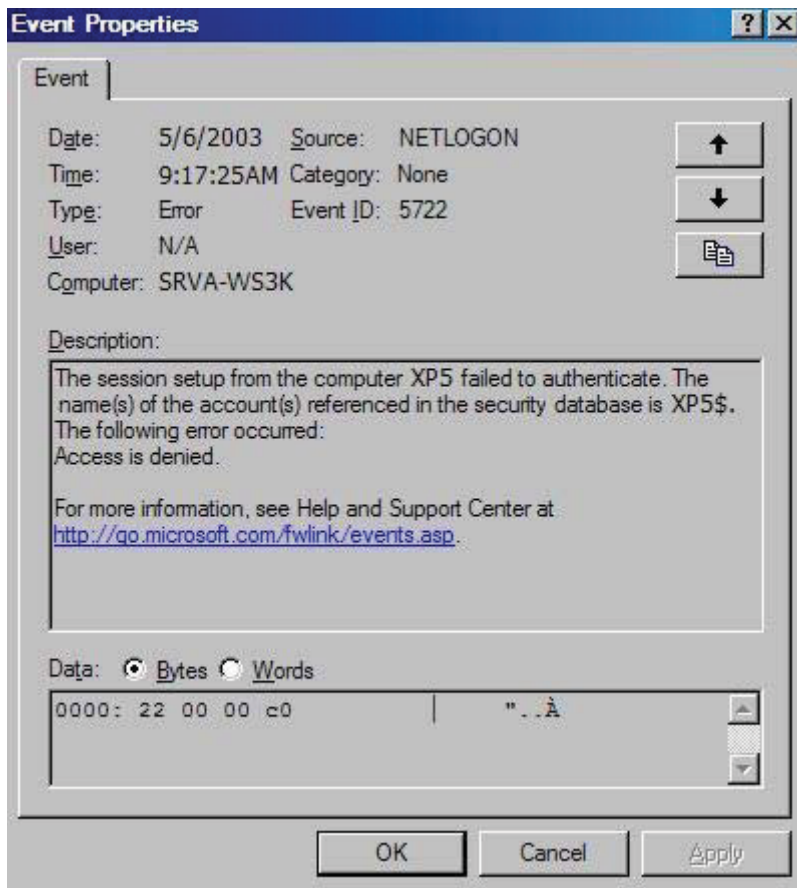 Event Properties
Event
Date: 5/6/2003 Source: NETLOGON
Time: 9:17:25AM Category: None
Type: Error Event ID: 5722
User: N/A
Computer: SRVA-WS3K
Description:
The session setup from the computer XP5 failed to authenticate. The
name(s) of the account(s) referenced in the security database is XP5$.
The following error occurred:
Access is denied.
For more information, see Help and Support Center at
http://go.microsoft.com/fwlink/events.asp.
Data: Bytes Words
0000: 22 00 00 c0 "..À
OK Cancel Apply